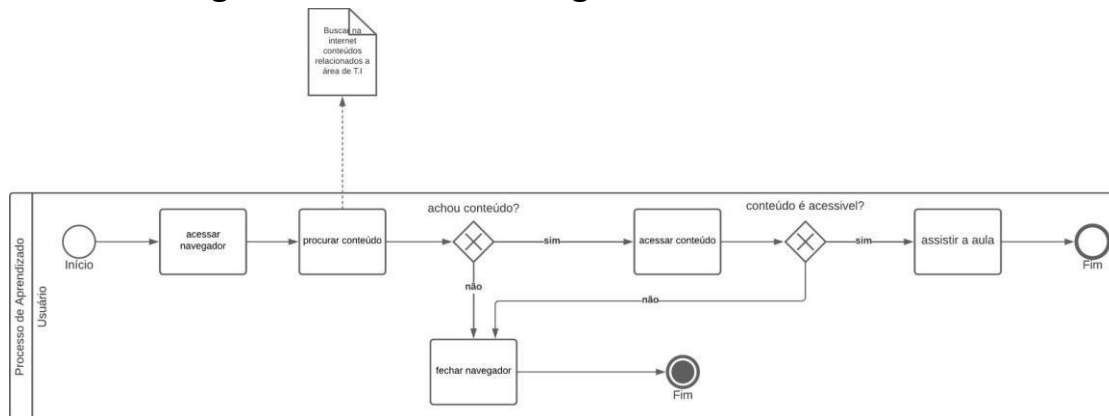 Buscar na
internet
conteúdos
relacionados a
área de T.I
Processo de Aprendizado
Usuário
Início
acessar
navegador
procurar conteúdo
achou conteúdo?
sim
acessar conteúdo
conteúdo é acessivel?
sim
assistir a aula
Fim
não
não
fechar navegador
Fim